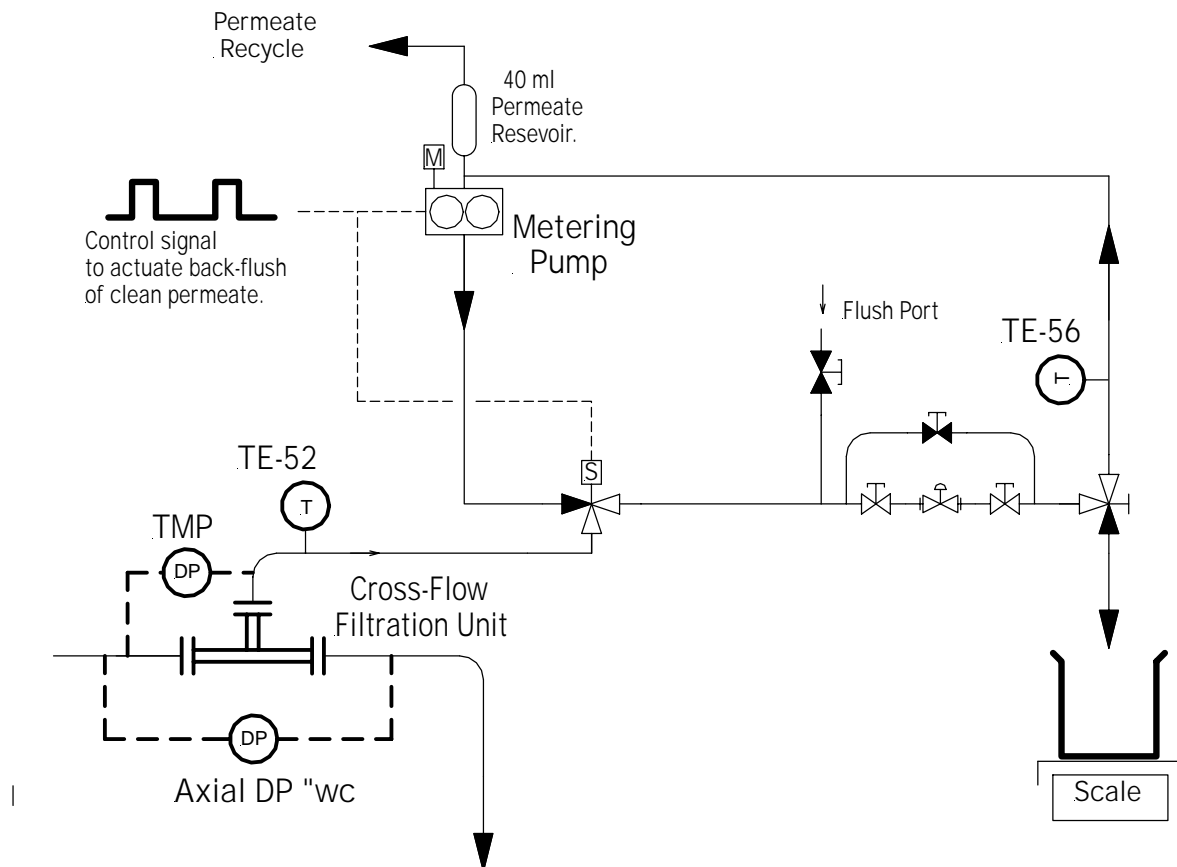 Permeate
Recycle
40 ml
Permeate
Resevoir.
M
Metering
Pump
Control signal
to actuate back-flush
of clean permeate.
Flush Port
TE-56
T
TE-52
T
S
TMP
DP
Cross-Flow
Filtration Unit
DP
Axial DP "wc
Scale